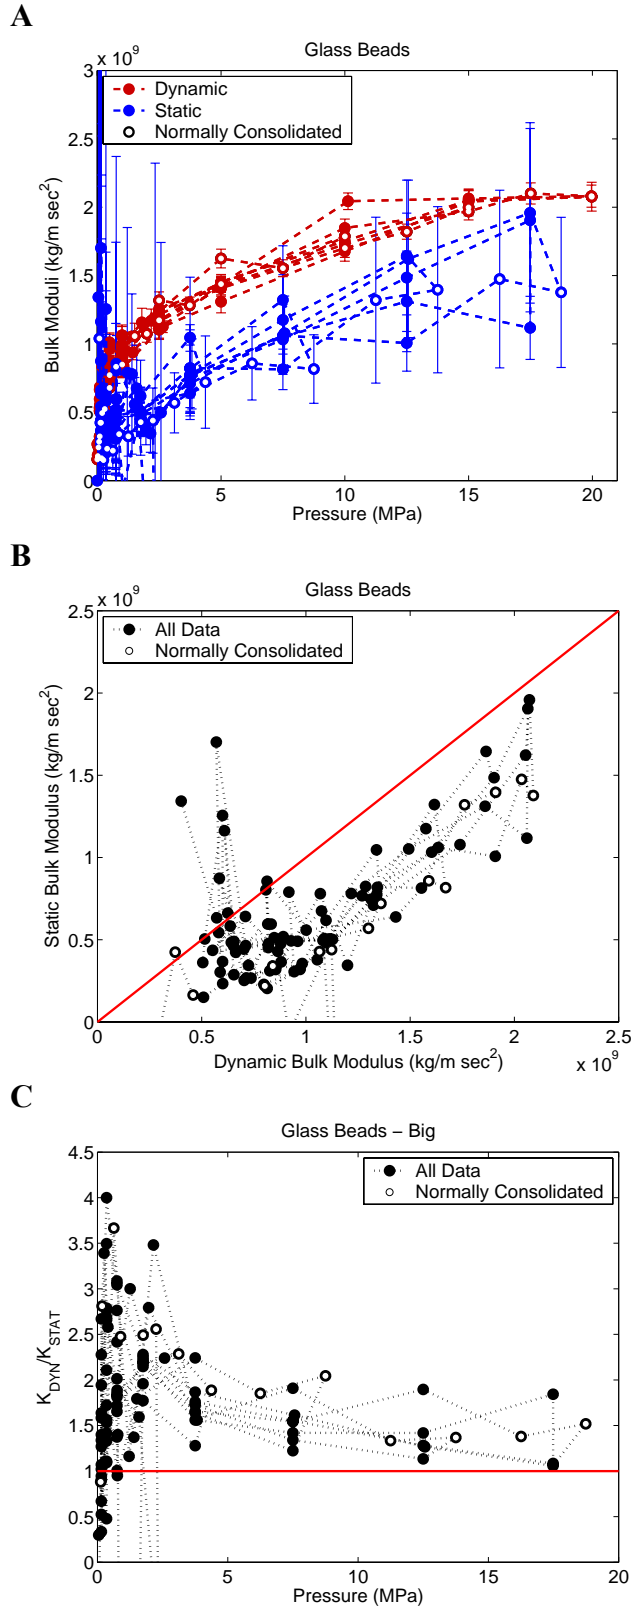 A
Glass Beads
x 10^9
3
2.5
2
1.5
1
0.5
0
Bulk Moduli (kg/m sec^2)
Dynamic
Static
Normally Consolidated
0 5 10 15 20
Pressure (MPa)
B
Glass Beads
x 10^9
2.5
2
1.5
1
0.5
0
Static Bulk Modulus (kg/m sec^2)
All Data
Normally Consolidated
0 0.5 1 1.5 2 2.5
Dynamic Bulk Modulus (kg/m sec^2)
x 10^9
C
Glass Beads – Big
4.5
4
3.5
3
2.5
2
1.5
1
0.5
0
K_DYN/K_STAT
All Data
Normally Consolidated
0 5 10 15 20
Pressure (MPa)